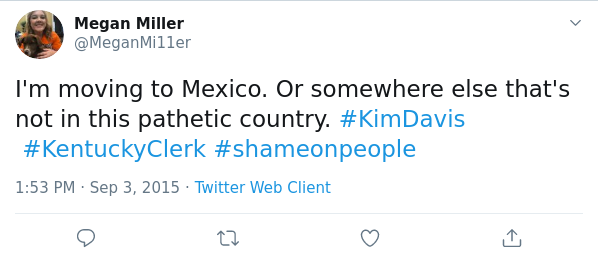 Megan Miller
@MeganMi11er
I'm moving to Mexico. Or somewhere else that's
not in this pathetic country. #KimDavis
#KentuckyClerk #shameonpeople
1:53 PM · Sep 3, 2015 · Twitter Web Client